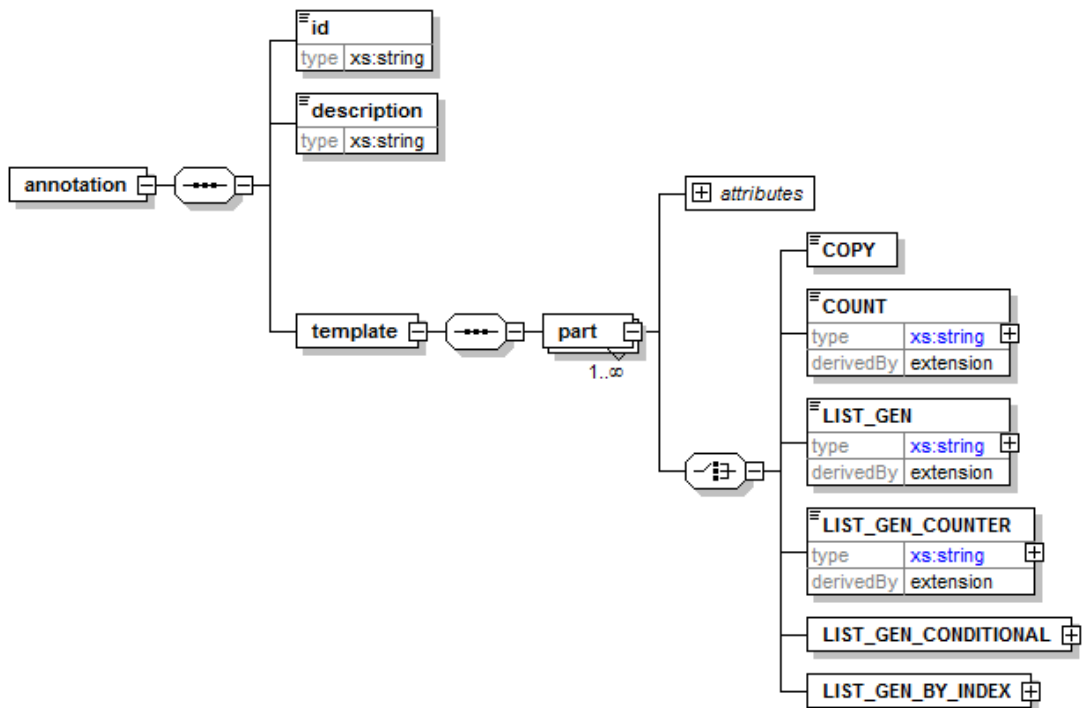 id
type xs:string
description
type xs:string
annotation
attributes
COPY
COUNT
type xs:string
derivedBy extension
template
part
1..∞
LIST_GEN
type xs:string
derivedBy extension
LIST_GEN_COUNTER
type xs:string
derivedBy extension
LIST_GEN_CONDITIONAL
LIST_GEN_BY_INDEX